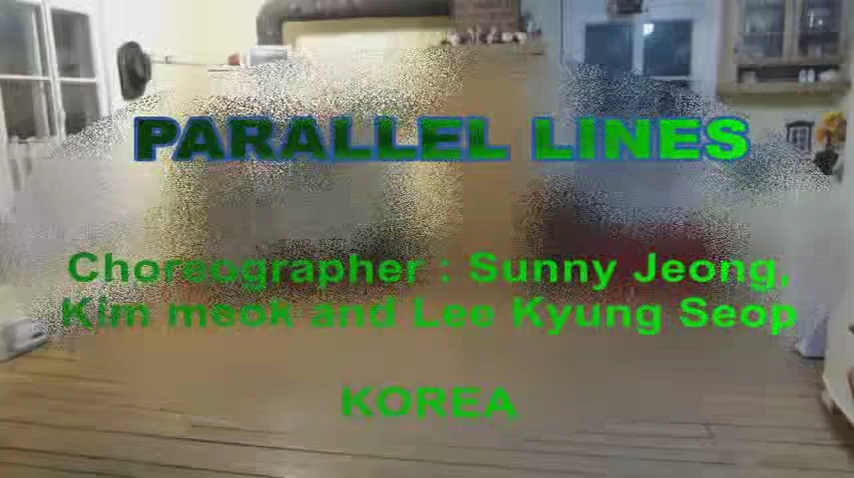 PARALLEL LINES
Choreographer : Sunny Jeong,
Kim meok and Lee Kyung Seop
KOREA